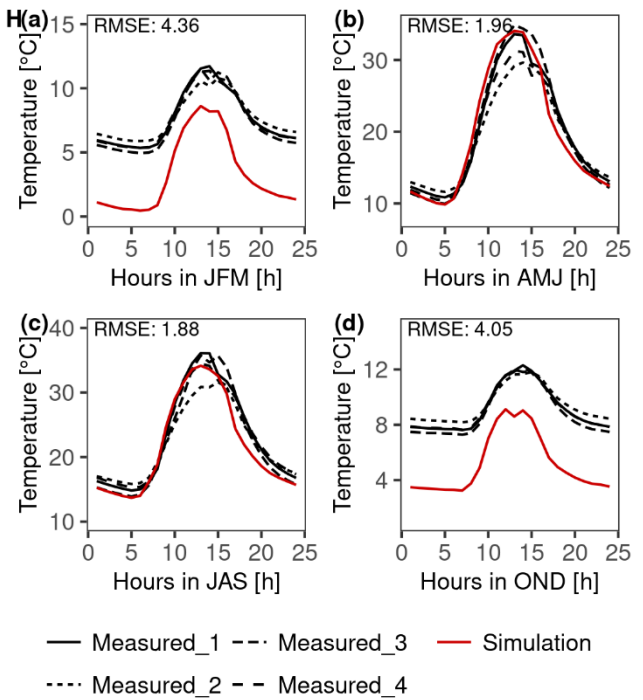 H(a)
RMSE: 4.36
Temperature [°C]
15
10
5
0
0 5 10 15 20 25
Hours in JFM [h]
(b)
RMSE: 1.96
Temperature [°C]
30
20
10
0 5 10 15 20 25
Hours in AMJ [h]
(c)
RMSE: 1.88
Temperature [°C]
40
30
20
10
0 5 10 15 20 25
Hours in JAS [h]
(d)
RMSE: 4.05
Temperature [°C]
12
8
4
0 5 10 15 20 25
Hours in OND [h]
Measured_1 Measured_3 Simulation
Measured_2 Measured_4